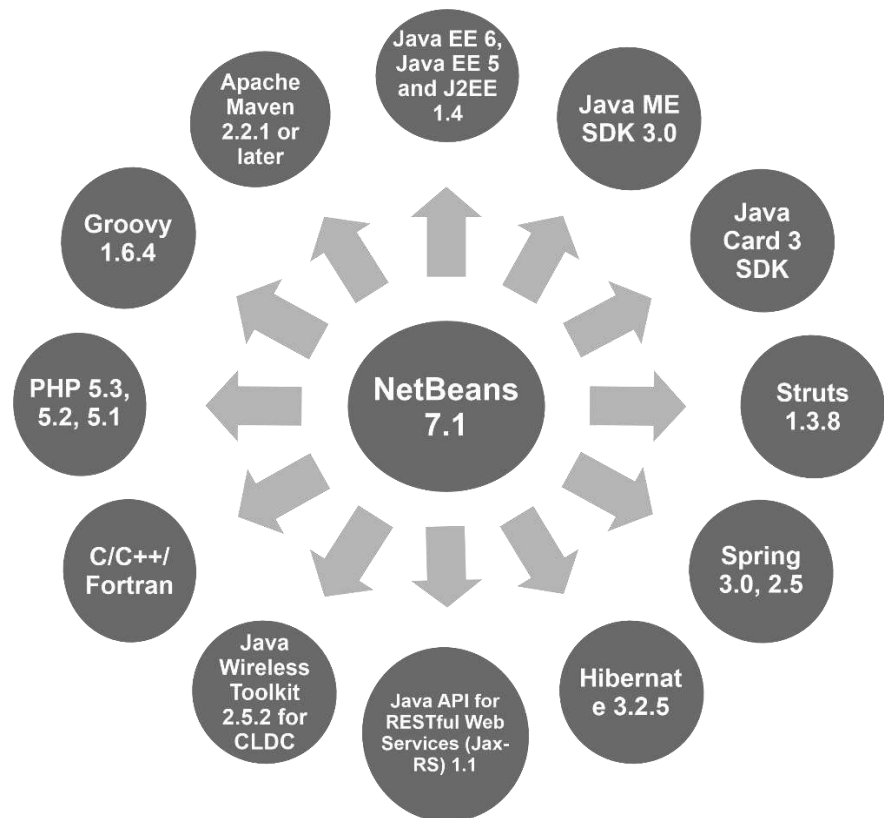 Java EE 6,
Java EE 5
and J2EE
1.4
Java ME
SDK 3.0
Java
Card 3
SDK
Struts
1.3.8
Spring
3.0, 2.5
Hibernat
e 3.2.5
Java API for
RESTful Web
Services (Jax-
RS) 1.1
Java
Wireless
Toolkit
2.5.2 for
CLDC
C/C++/
Fortran
PHP 5.3,
5.2, 5.1
Groovy
1.6.4
Apache
Maven
2.2.1 or
later
NetBeans
7.1